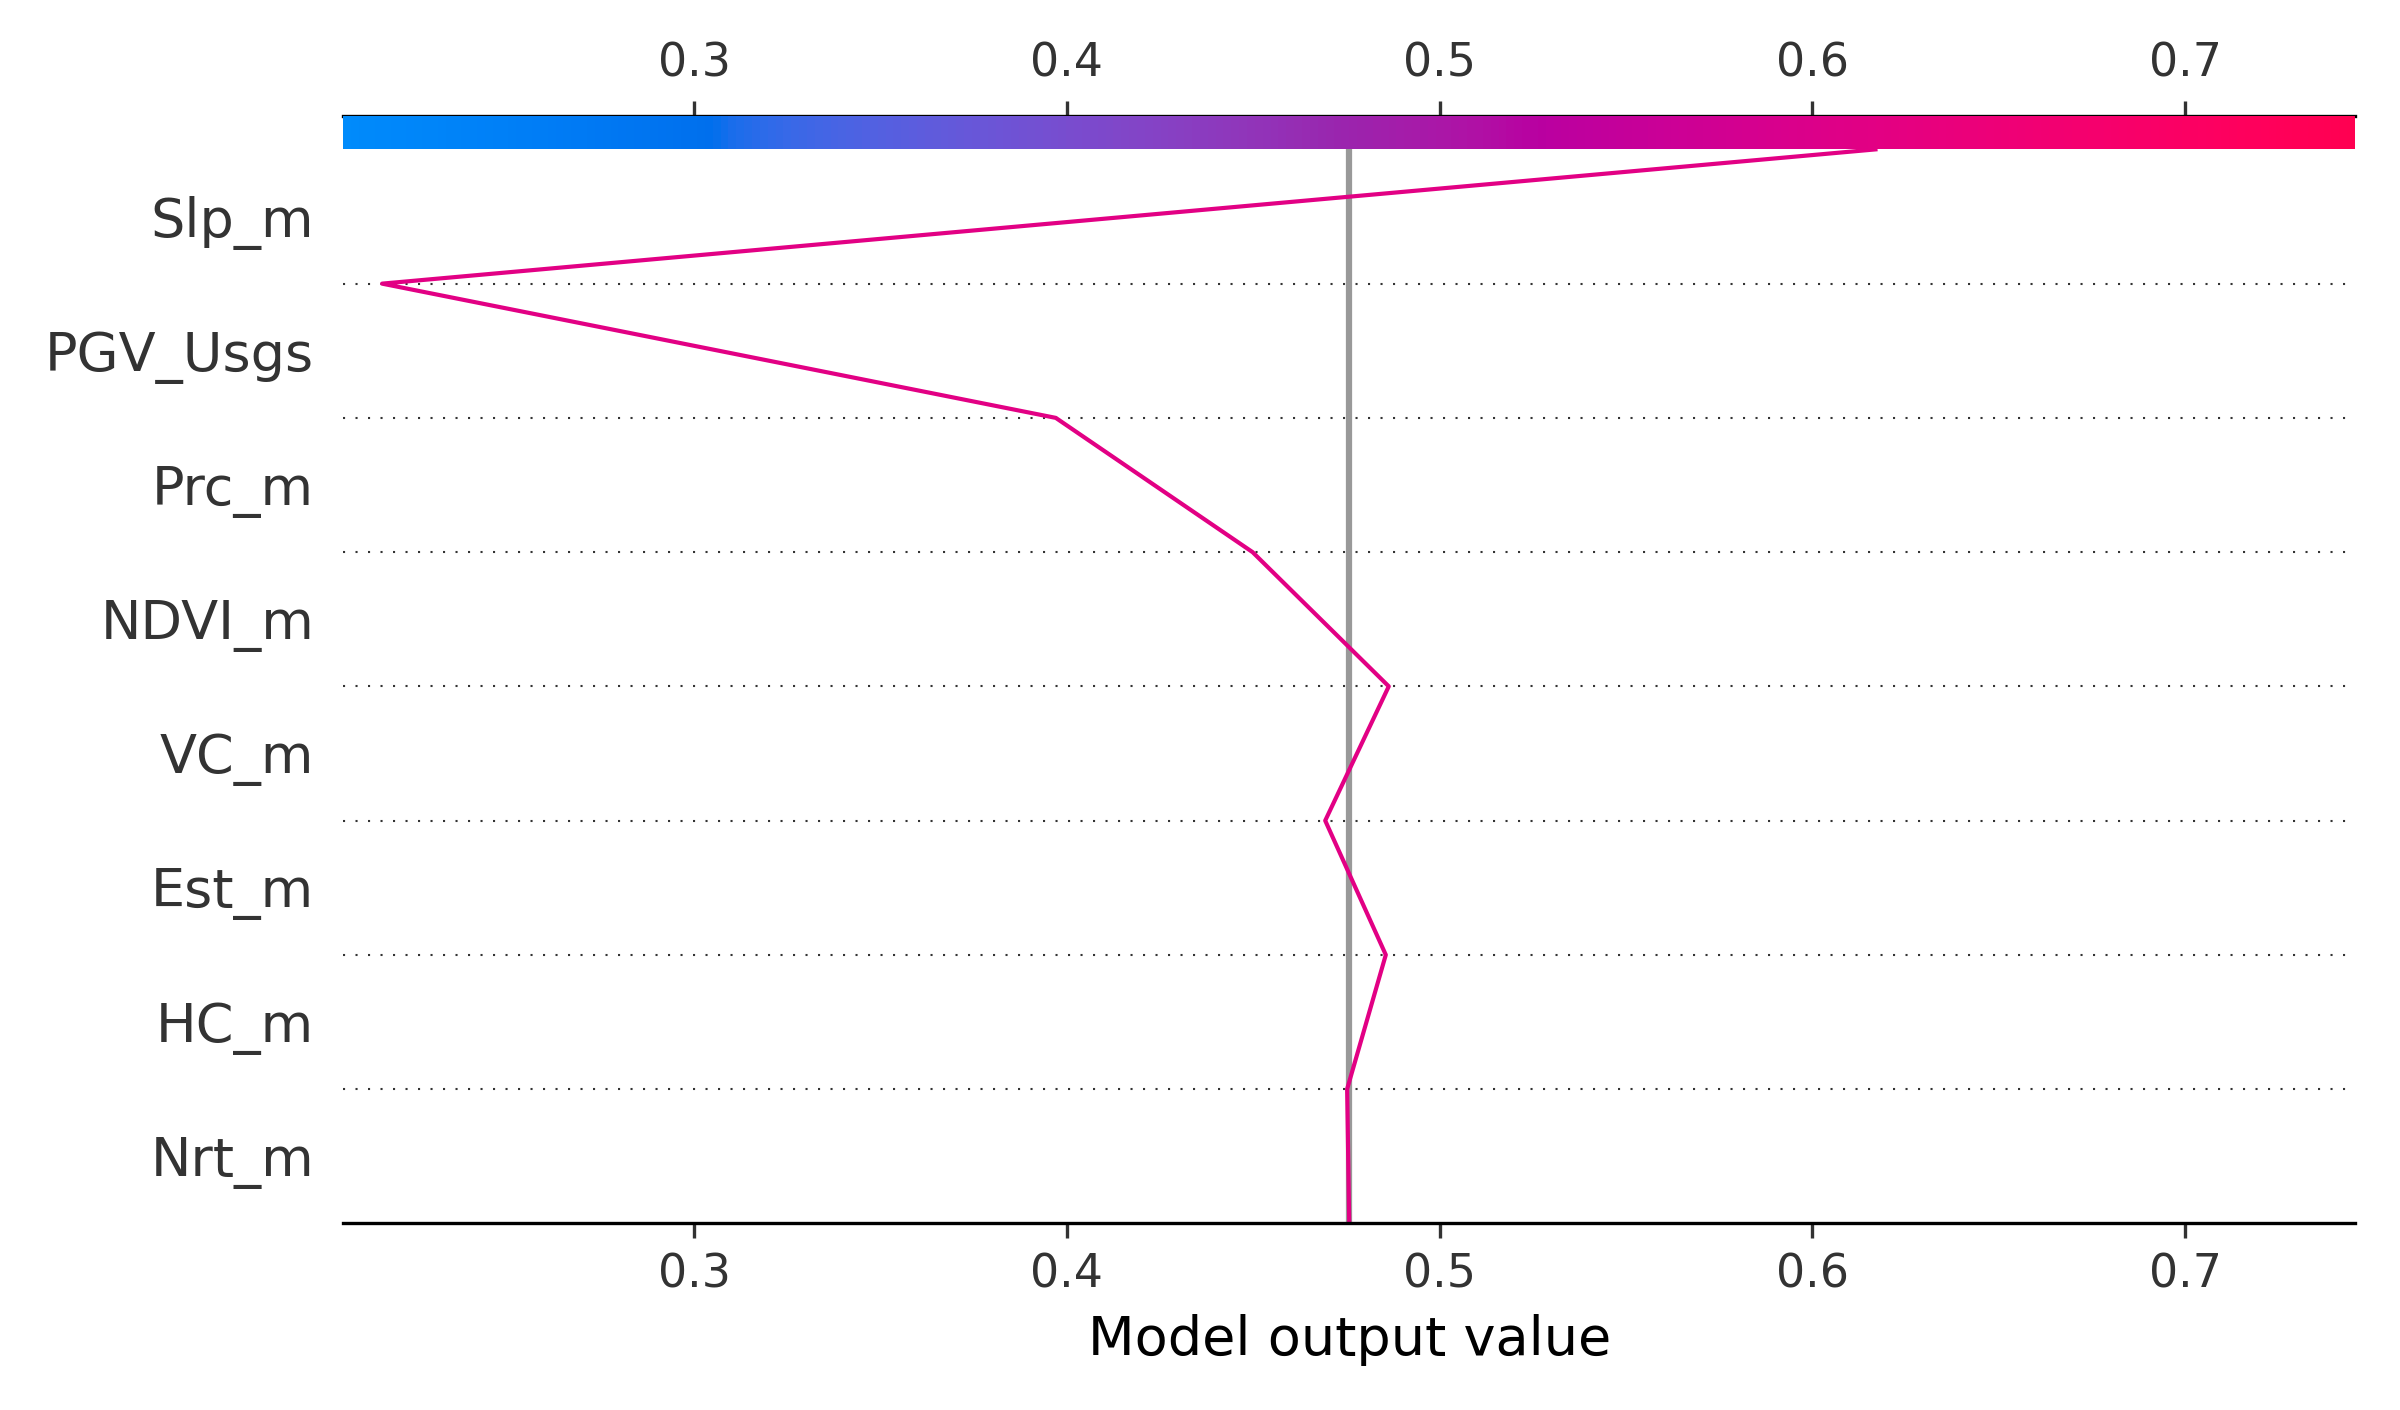 0.3 0.4 0.5 0.6 0.7
Slp_m
PGV_Usgs
Prc_m
NDVI_m
VC_m
Est_m
HC_m
Nrt_m
0.3 0.4 0.5 0.6 0.7
Model output value